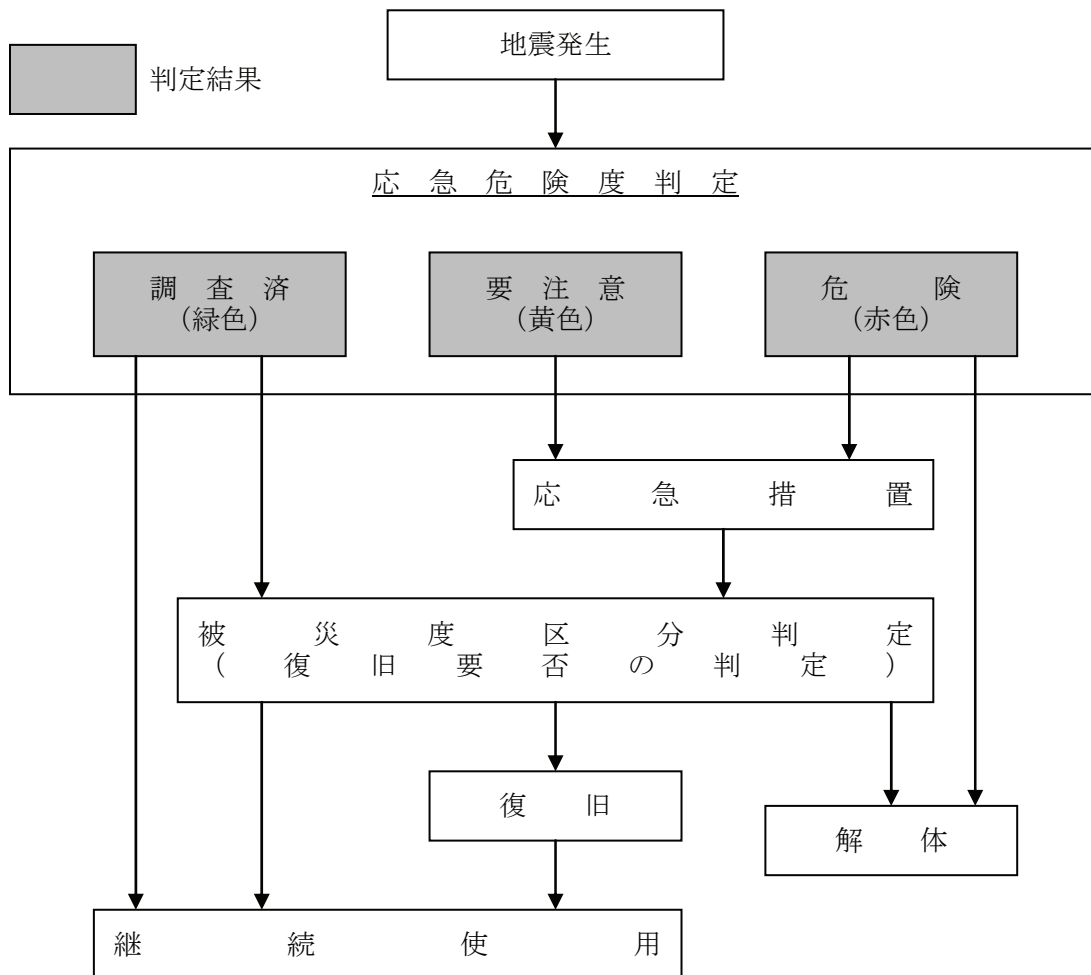 地震発生
判定結果
応急危険度判定
調査済
(緑色)
要注意
(黄色)
危険
(赤色)
応急措置
被災度区分判定
(復旧要否の判定)
復旧
解体
継続使用